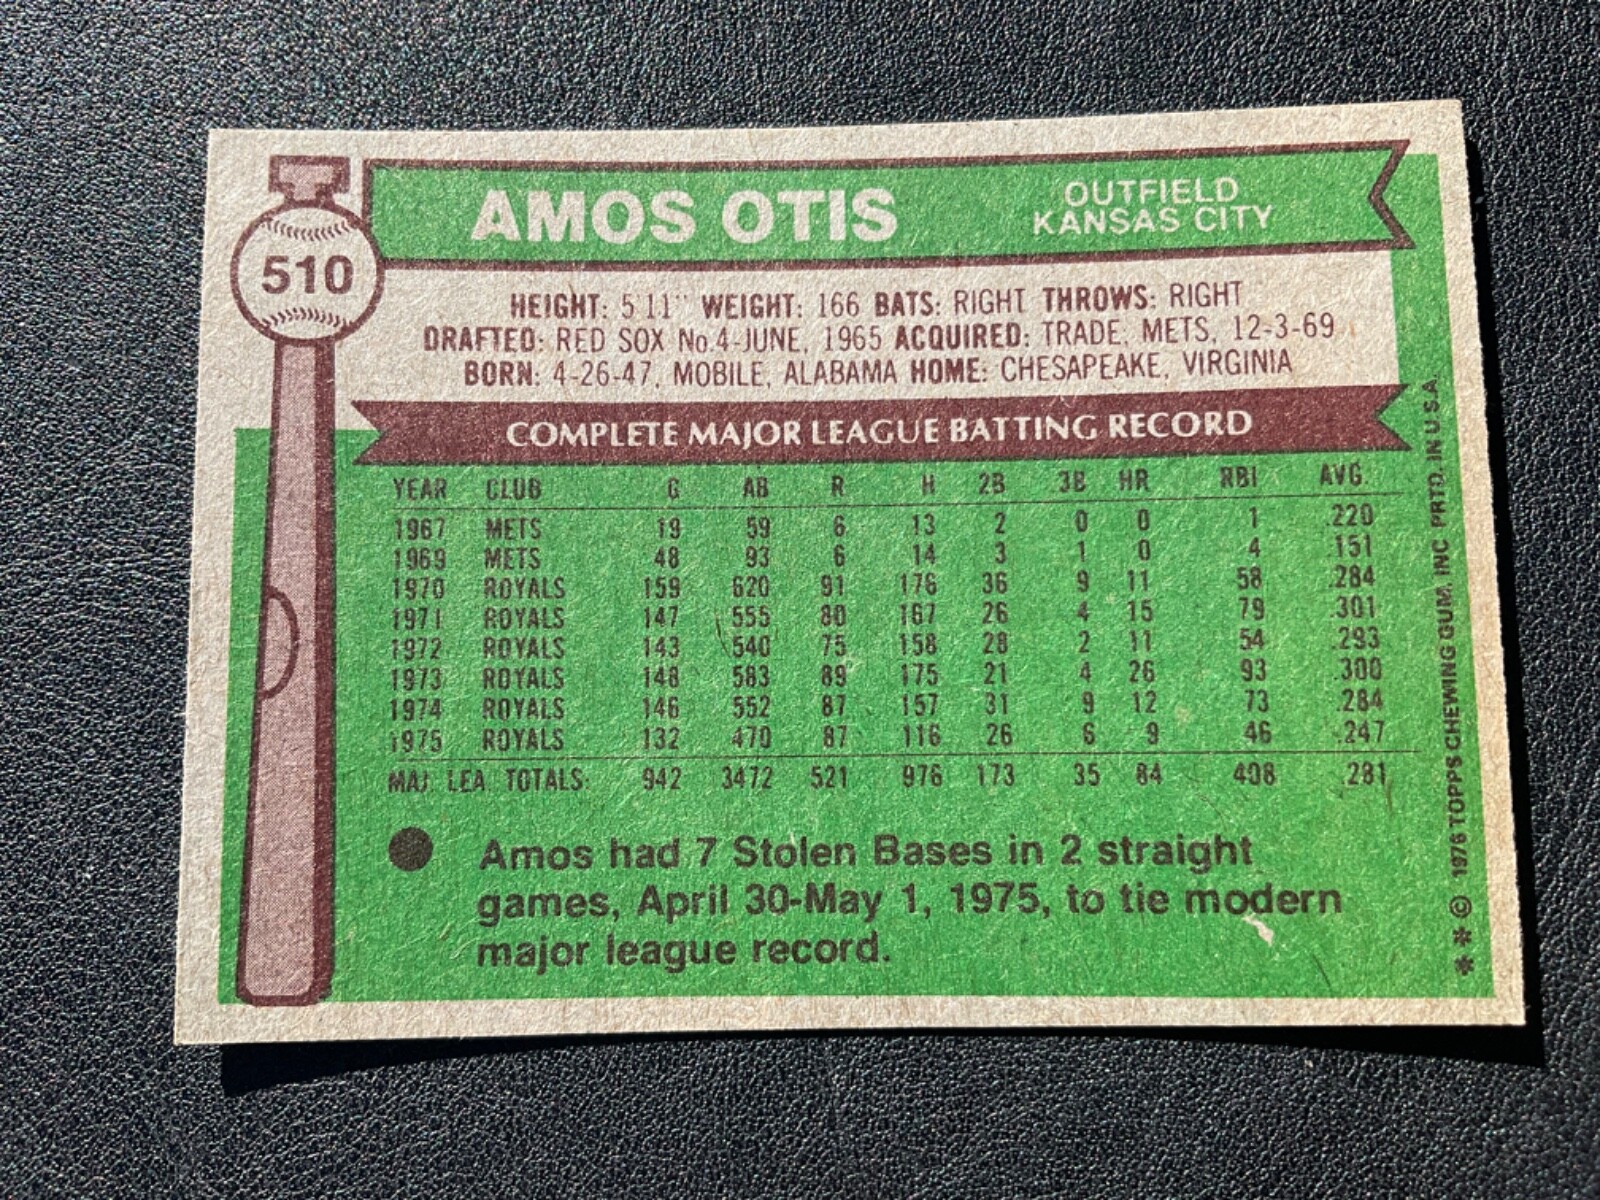 AMOS OTIS
OUTFIELD
KANSAS CITY
510
HEIGHT: 5'11" WEIGHT: 166 BATS: RIGHT THROWS: RIGHT
DRAFTED: RED SOX No.4-JUNE, 1965 ACQUIRED: TRADE, METS, 12-3-69
BORN: 4-26-47, MOBILE, ALABAMA HOME: CHESAPEAKE, VIRGINIA
COMPLETE MAJOR LEAGUE BATTING RECORD
YEAR CLUB G AB R H 2B 3B HR RBI AVG
1967 METS 19 59 6 13 2 0 0 1 .220
1969 METS 48 93 6 14 3 1 0 4 .151
1970 ROYALS 159 620 91 176 36 9 11 58 .284
1971 ROYALS 147 555 80 167 26 4 15 79 .301
1972 ROYALS 143 540 75 158 28 2 11 54 .293
1973 ROYALS 148 583 89 175 21 4 26 93 .300
1974 ROYALS 146 552 87 157 31 9 12 73 .284
1975 ROYALS 132 470 87 116 26 6 9 46 .247
MAJ. LEA. TOTALS: 942 3472 521 976 173 35 84 408 .281
Amos had 7 Stolen Bases in 2 straight
games, April 30-May 1, 1975, to tie modern
major league record.
** © 1976 TOPPS CHEWING GUM, INC. PRTD. IN U.S.A.